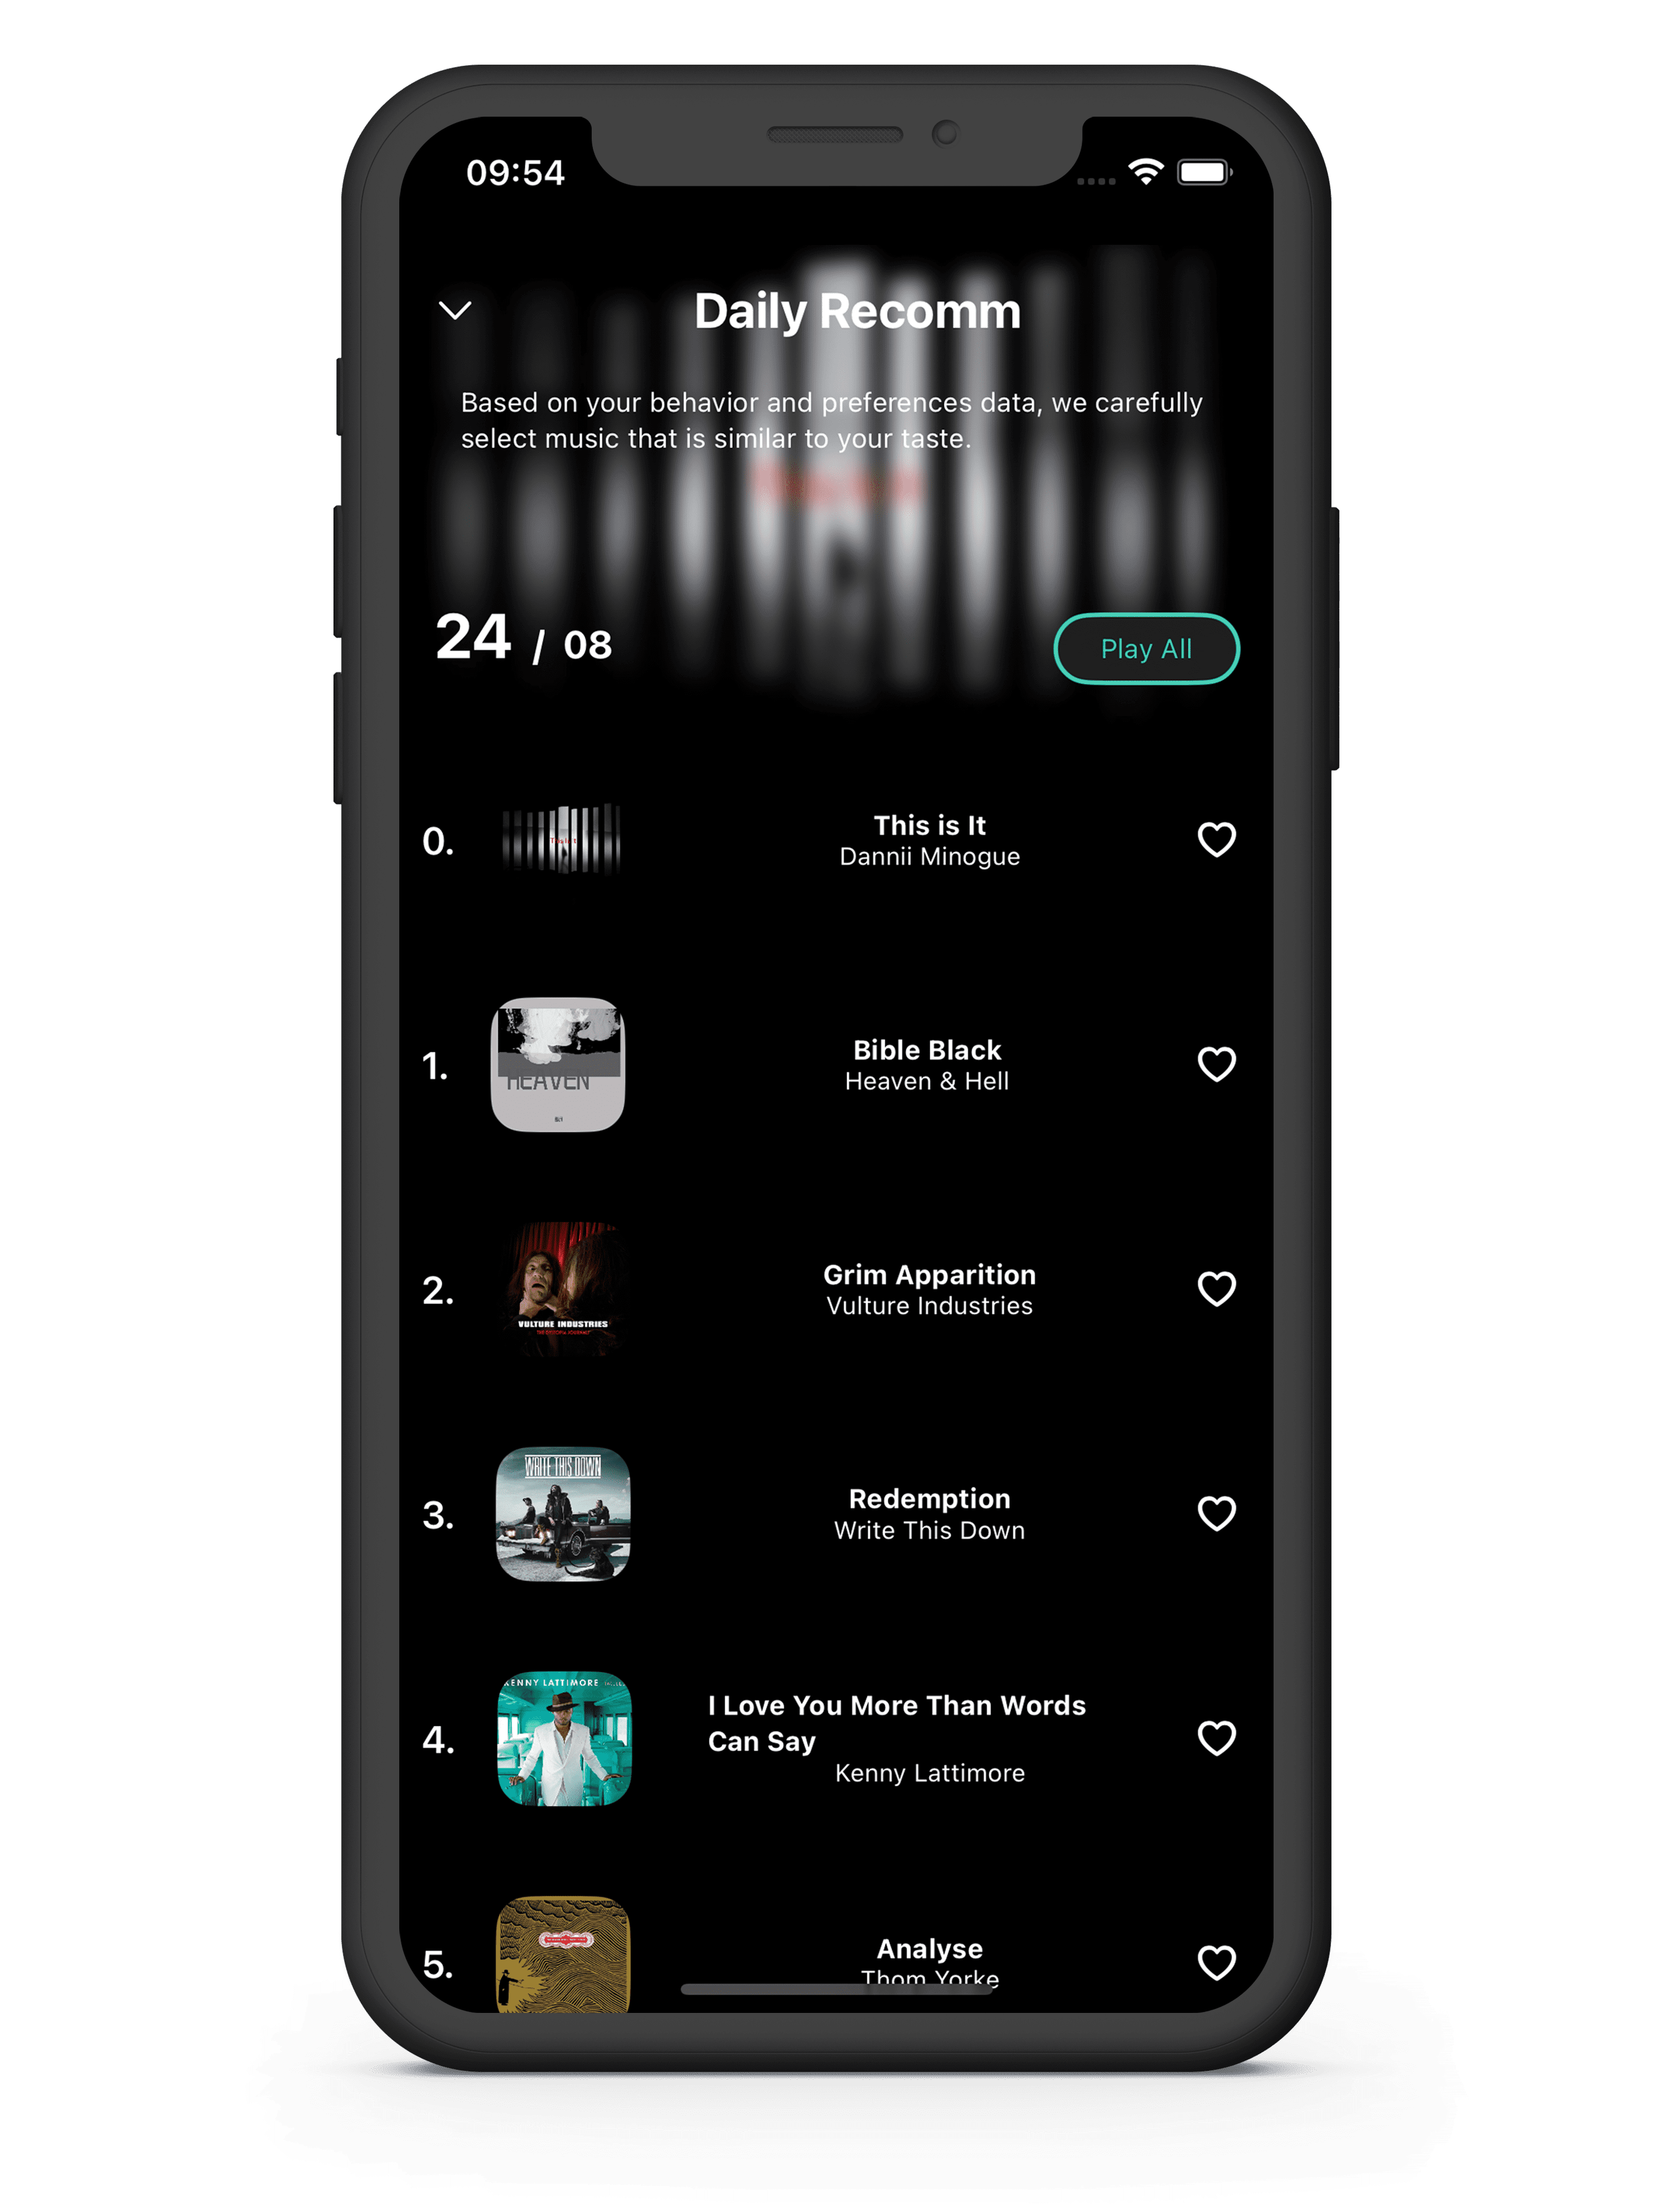 09:54
Daily Recomm
Based on your behavior and preferences data, we carefully
select music that is similar to your taste.
24 / 08
Play All
0.
This is It
This is It
Dannii Minogue
1.
HEAVEN
Bible Black
Heaven & Hell
2.
VULTURE INDUSTRIES
Grim Apparition
Vulture Industries
3.
WRITE THIS DOWN
Redemption
Write This Down
4.
KENNY LATTIMORE
I Love You More Than Words
Can Say
Kenny Lattimore
5.
Analyse
Thom Yorke